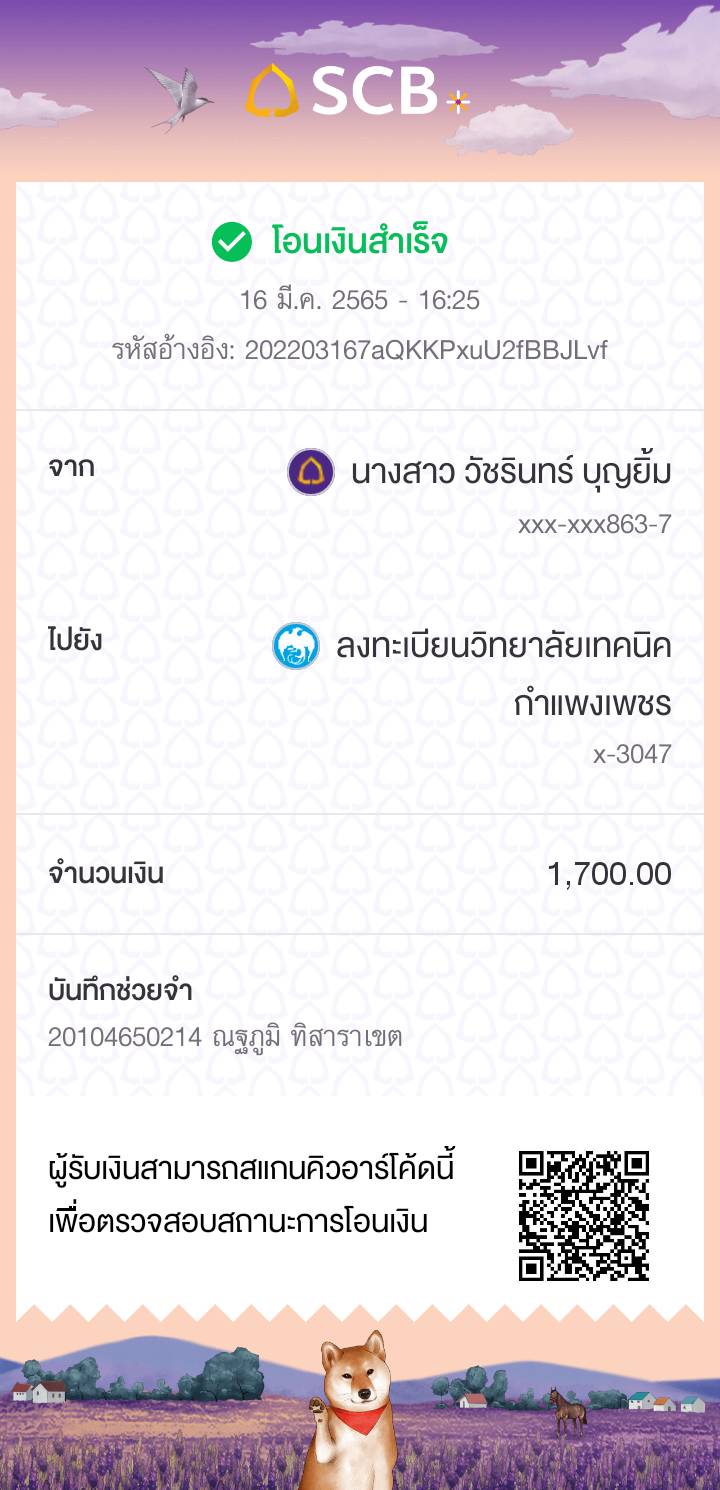 SCB
โอนเงินสำเร็จ
16 มี.ค. 2565 - 16:25
รหัสอ้างอิง: 202203167aQKKPxuU2fBBJLvf
จาก
นางสาว วัชรินทร์ บุญยิ้ม
xxx-xxx863-7
ไปยัง
ลงทะเบียนวิทยาลัยเทคนิค
กำแพงเพชร
x-3047
จำนวนเงิน
1,700.00
บันทึกช่วยจำ
20104650214 ณฐภูมิ ทิสาราเขต
ผู้รับเงินสามารถสแกนคิวอาร์โค้ดนี้
เพื่อตรวจสอบสถานะการโอนเงิน